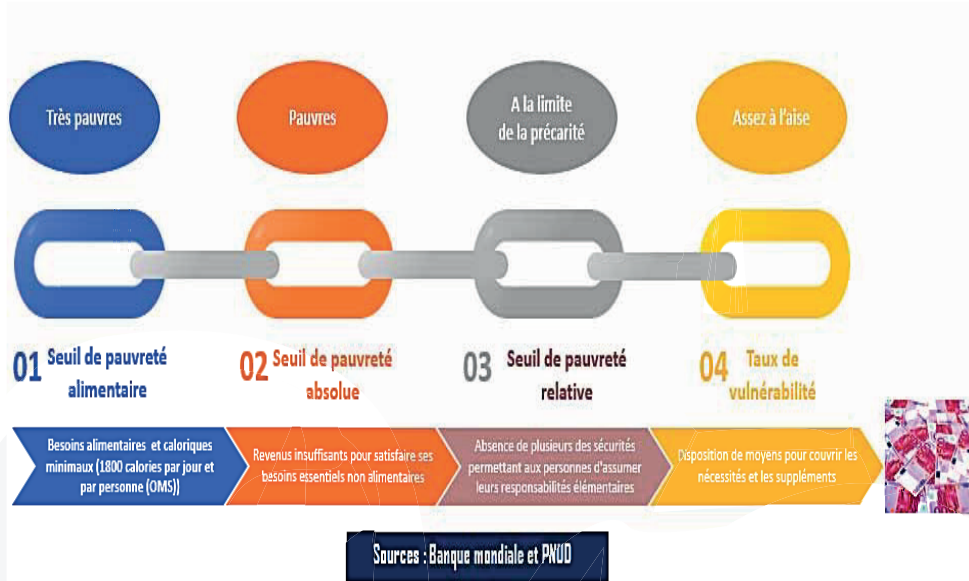 Très pauvres
Pauvres
A la limite
de la précarité
Assez à l'aise
01 Seuil de pauvreté
alimentaire
02 Seuil de pauvreté
absolue
03 Seuil de pauvreté
relative
04 Taux de
vulnérabilité
Besoins alimentaires et caloriques
minimaux (1800 calories par jour et
par personne (OMS))
Revenus insuffisants pour satisfaire ses
besoins essentiels non alimentaires
Absence de plusieurs des sécurités
permettant aux personnes d'assumer
leurs responsabilités élémentaires
Disposition de moyens pour couvrir les
nécessités et les suppléments
Sources : Banque mondiale et PNUD